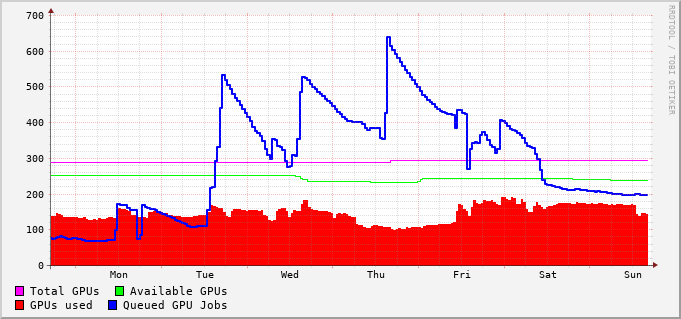 700
600
500
400
300
200
100
0
Mon Tue Wed Thu Fri Sat Sun
Total GPUs Available GPUs
GPUs used Queued GPU Jobs
RRDTOOL / TOBI OETIKER